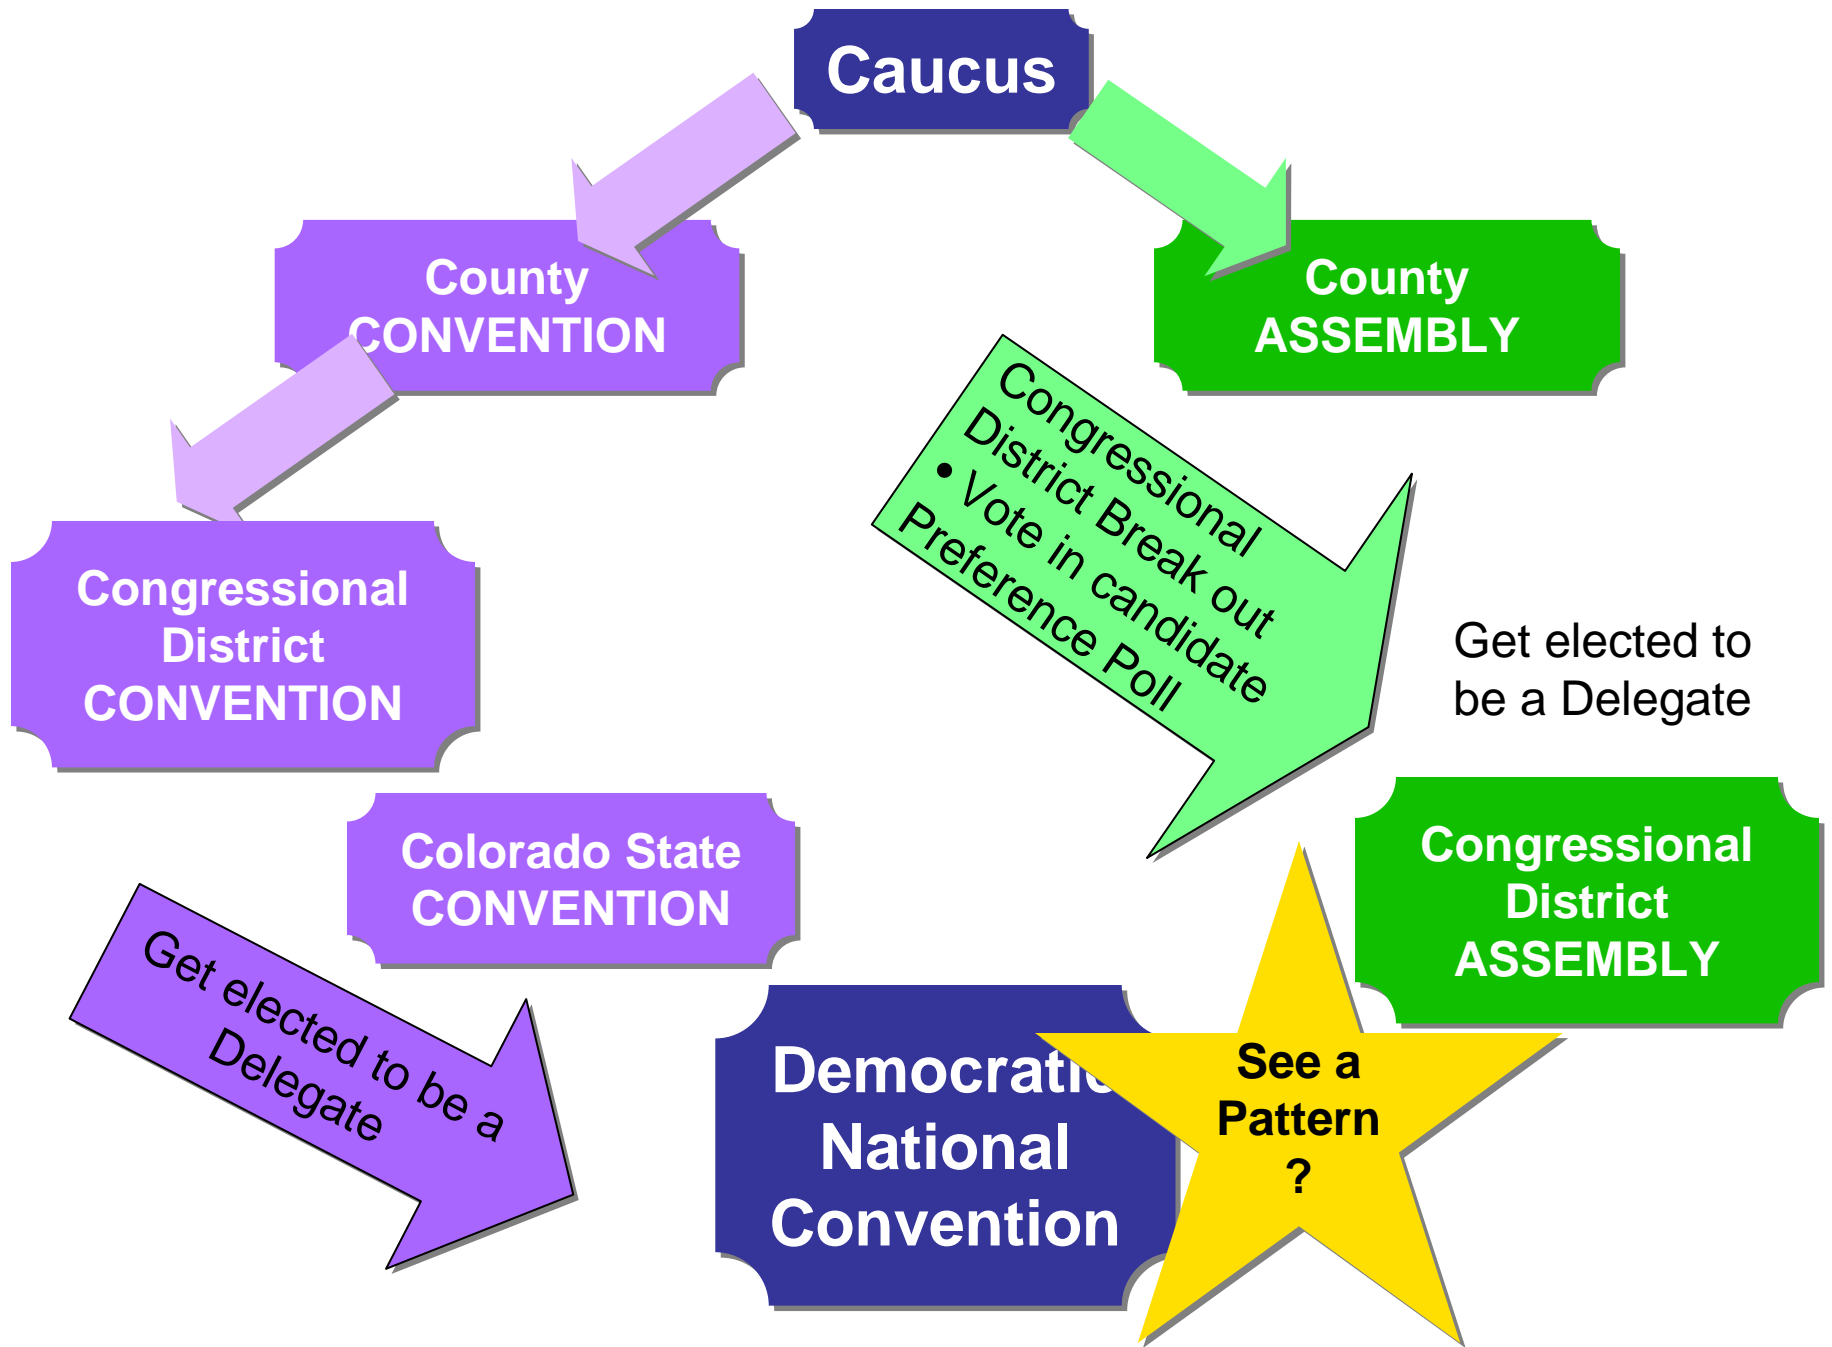 Caucus
County
CONVENTION
County
ASSEMBLY
Congressional
District Break out
• Vote in candidate
Preference Poll
Congressional
District
CONVENTION
Get elected to
be a Delegate
Colorado State
CONVENTION
Congressional
District
ASSEMBLY
Get elected to be a
Delegate
Democratic
National
Convention
See a
Pattern
?